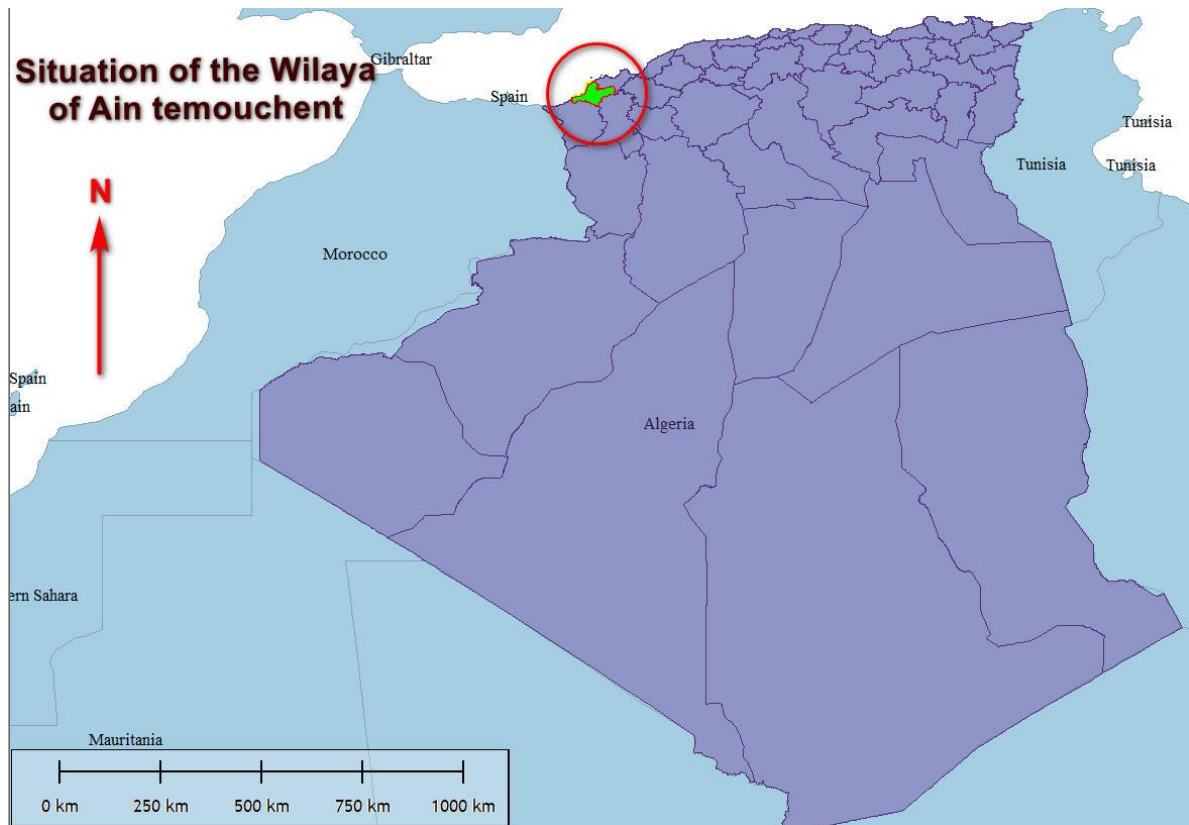 Gibraltar
Situation of the Wilaya
of Ain temouchent
Spain
Tunisia
Tunisia
Tunisia
N
Morocco
Spain
ain
Algeria
ern Sahara
Mauritania
0 km 250 km 500 km 750 km 1000 km